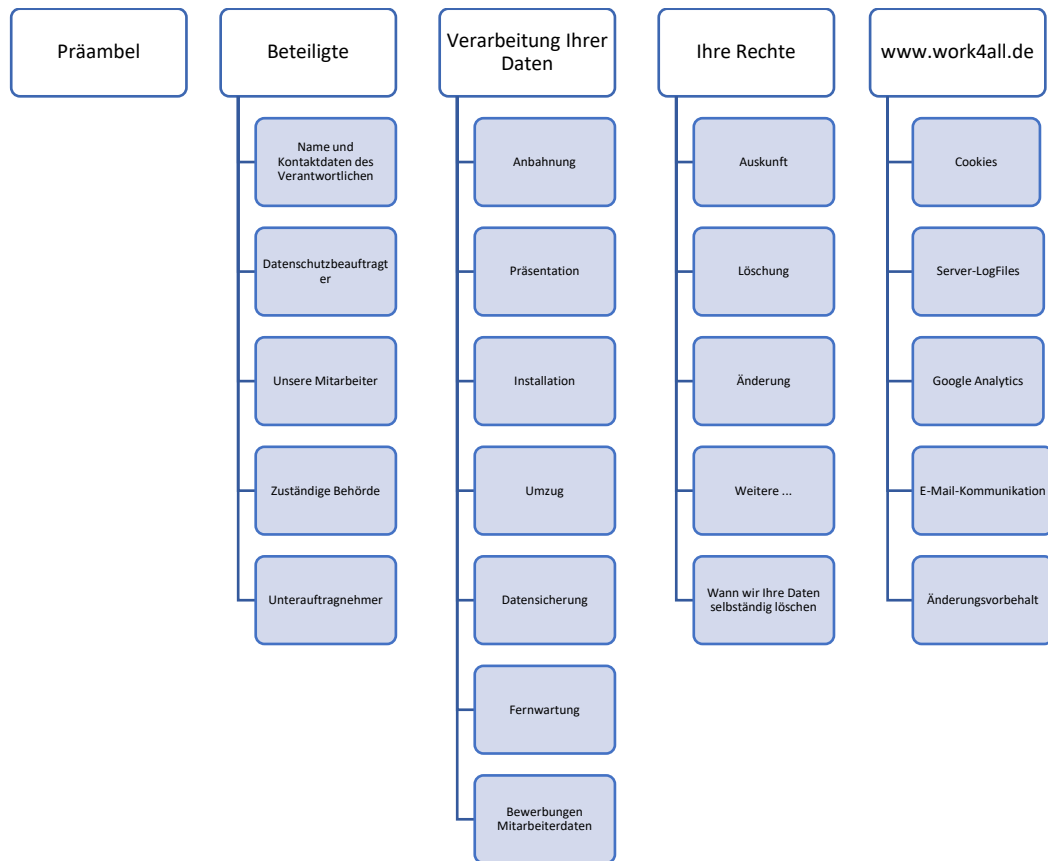 Präambel
Beteiligte
Name und
Kontaktdaten des
Verantwortlichen
Datenschutzbeauftragt
er
Unsere Mitarbeiter
Zuständige Behörde
Unterauftragnehmer
Verarbeitung Ihrer
Daten
Anbahnung
Präsentation
Installation
Umzug
Datensicherung
Fernwartung
Bewerbungen
Mitarbeiterdaten
Ihre Rechte
Auskunft
Löschung
Änderung
Weitere ...
Wann wir Ihre Daten
selbständig löschen
www.work4all.de
Cookies
Server-LogFiles
Google Analytics
E-Mail-Kommunikation
Änderungsvorbehalt